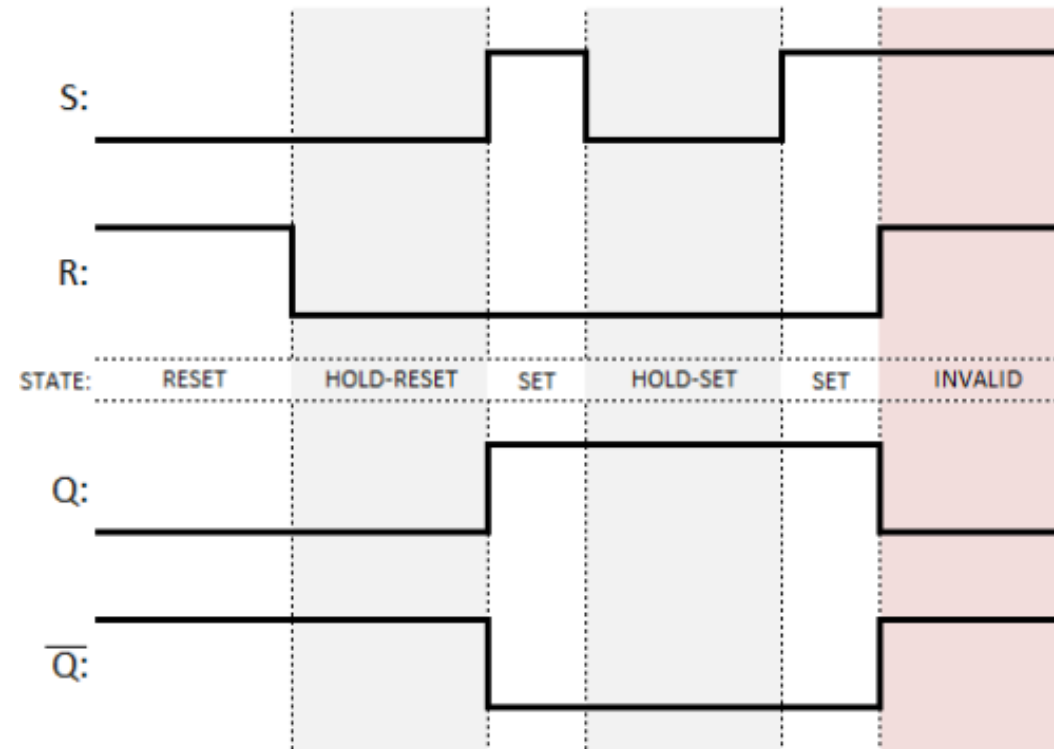 S:
R:
STATE: RESET HOLD-RESET SET HOLD-SET SET INVALID
Q:
Q̅: